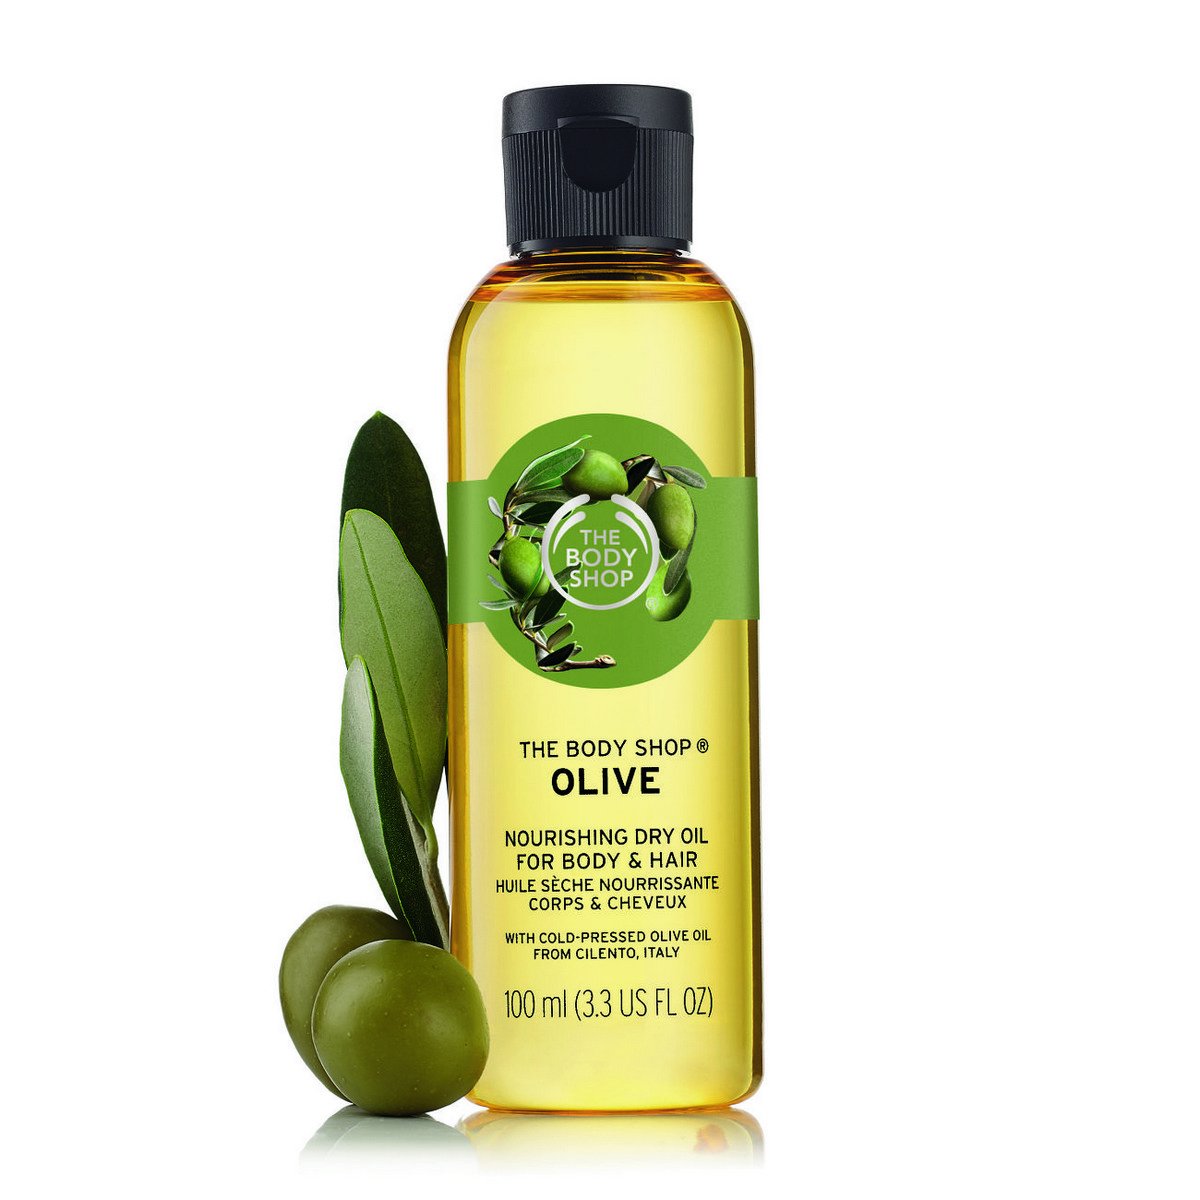 THE
BODY
SHOP
THE BODY SHOP ®
OLIVE
NOURISHING DRY OIL
FOR BODY & HAIR
HUILE SÈCHE NOURRISSANTE
CORPS & CHEVEUX
WITH COLD-PRESSED OLIVE OIL
FROM CILENTO, ITALY
100 ml (3.3 US FL OZ)